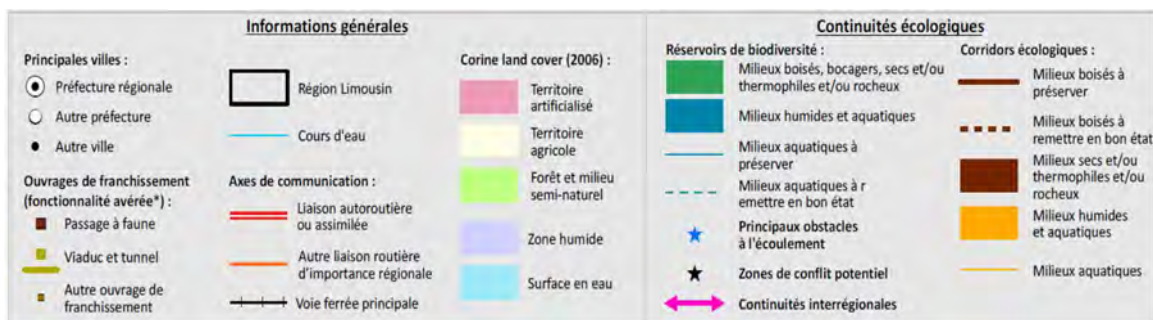 Informations générales
Principales villes :
Préfecture régionale
Autre préfecture
Autre ville
Ouvrages de franchissement
(fonctionnalité avérée*) :
Passage à faune
Viaduc et tunnel
Autre ouvrage de
franchissement
Région Limousin
Cours d'eau
Axes de communication :
Liaison autoroutière
ou assimilée
Autre liaison routière
d'importance régionale
Voie ferrée principale
Corine land cover (2006) :
Territoire
artificialisé
Territoire
agricole
Forêt et milieu
semi-naturel
Zone humide
Surface en eau
Continuités écologiques
Réservoirs de biodiversité :
Milieux boisés, bocagers, secs et/ou
thermophiles et/ou rocheux
Milieux humides et aquatiques
Milieux aquatiques à
préserver
Milieux aquatiques à r
emettre en bon état
Principaux obstacles
à l'écoulement
Zones de conflit potentiel
Continuités interrégionales
Corridors écologiques :
Milieux boisés à
préserver
Milieux boisés à
remettre en bon état
Milieux secs et/ou
thermophiles et/ou
rocheux
Milieux humides
et aquatiques
Milieux aquatiques